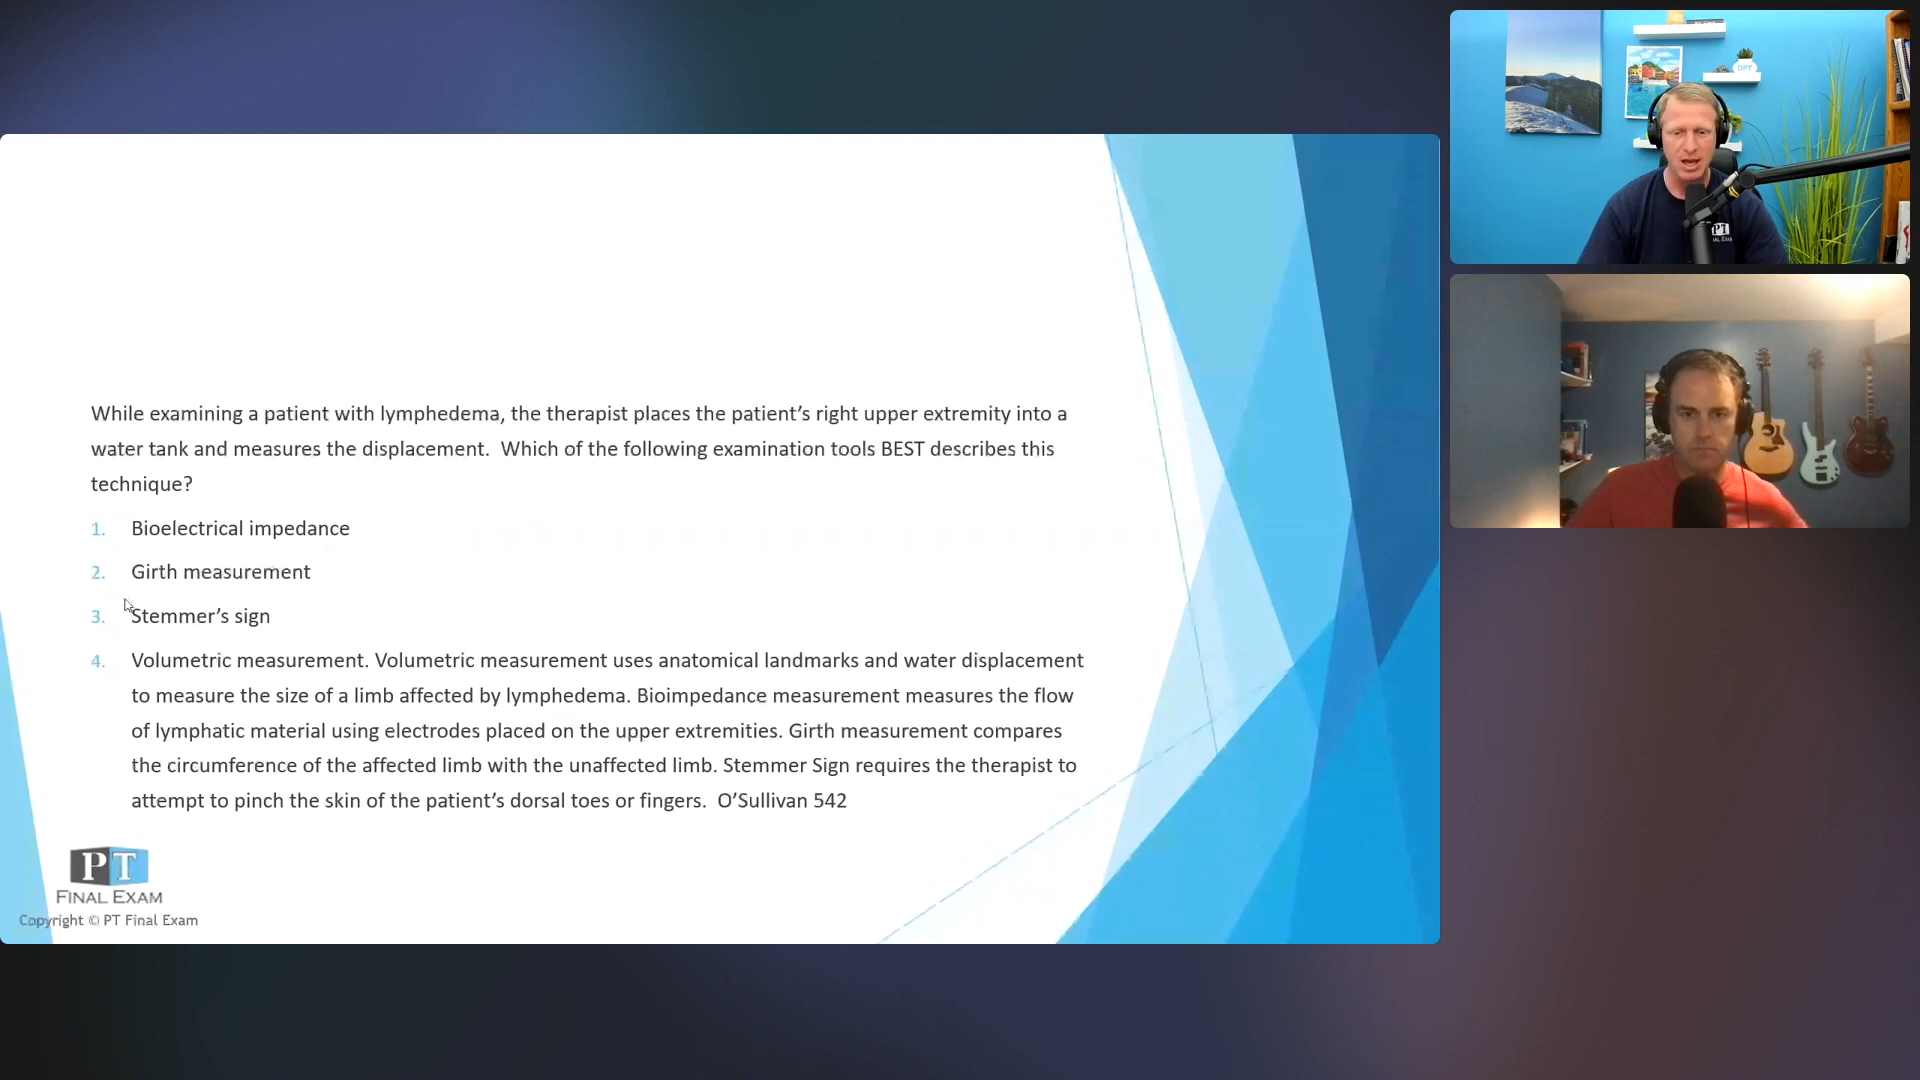 While examining a patient with lymphedema, the therapist places the patient’s right upper extremity into a
water tank and measures the displacement.  Which of the following examination tools BEST describes this
technique?
1. Bioelectrical impedance
2. Girth measurement
3. Stemmer’s sign
4. Volumetric measurement. Volumetric measurement uses anatomical landmarks and water displacement
to measure the size of a limb affected by lymphedema. Bioimpedance measurement measures the flow
of lymphatic material using electrodes placed on the upper extremities. Girth measurement compares
the circumference of the affected limb with the unaffected limb. Stemmer Sign requires the therapist to
attempt to pinch the skin of the patient’s dorsal toes or fingers.  O’Sullivan 542
PT
FINAL EXAM
Copyright © PT Final Exam
DPT
PT